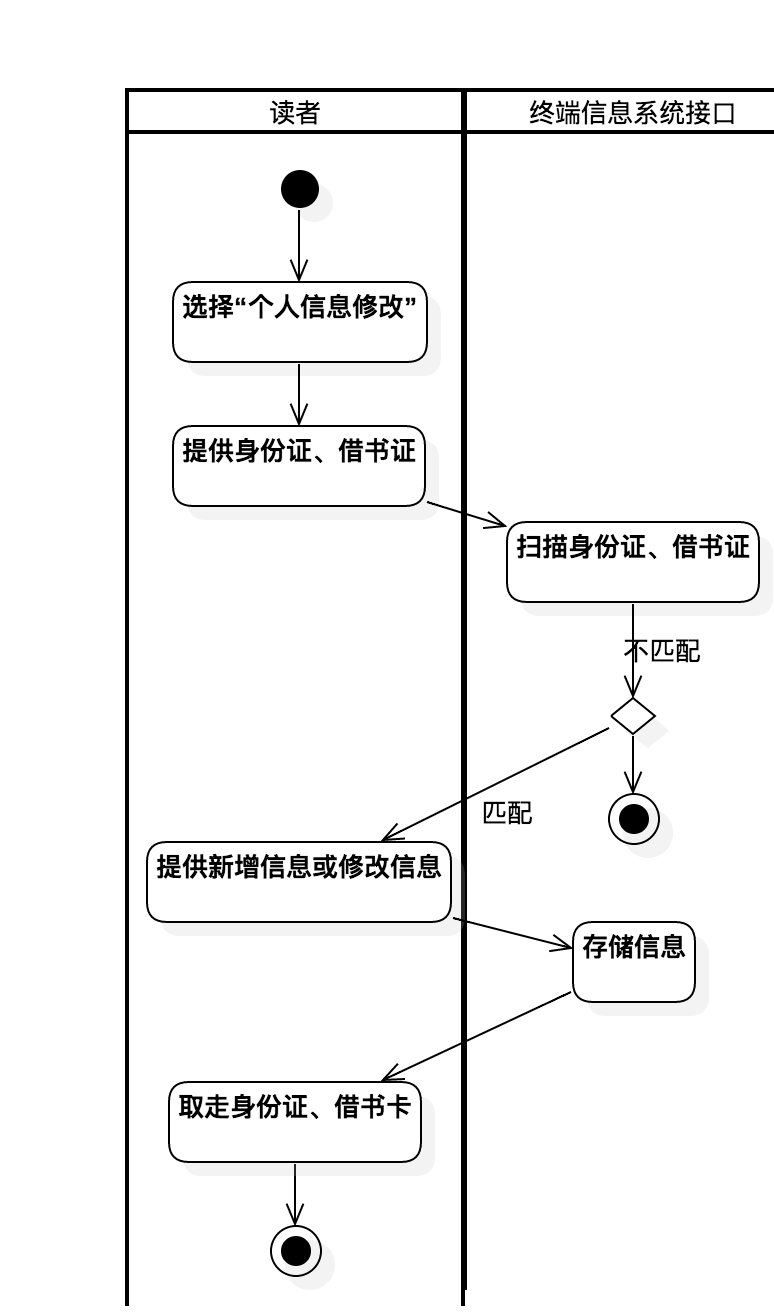 读者
终端信息系统接口
选择“个人信息修改”
提供身份证、借书证
扫描身份证、借书证
不匹配
匹配
提供新增信息或修改信息
存储信息
取走身份证、借书卡